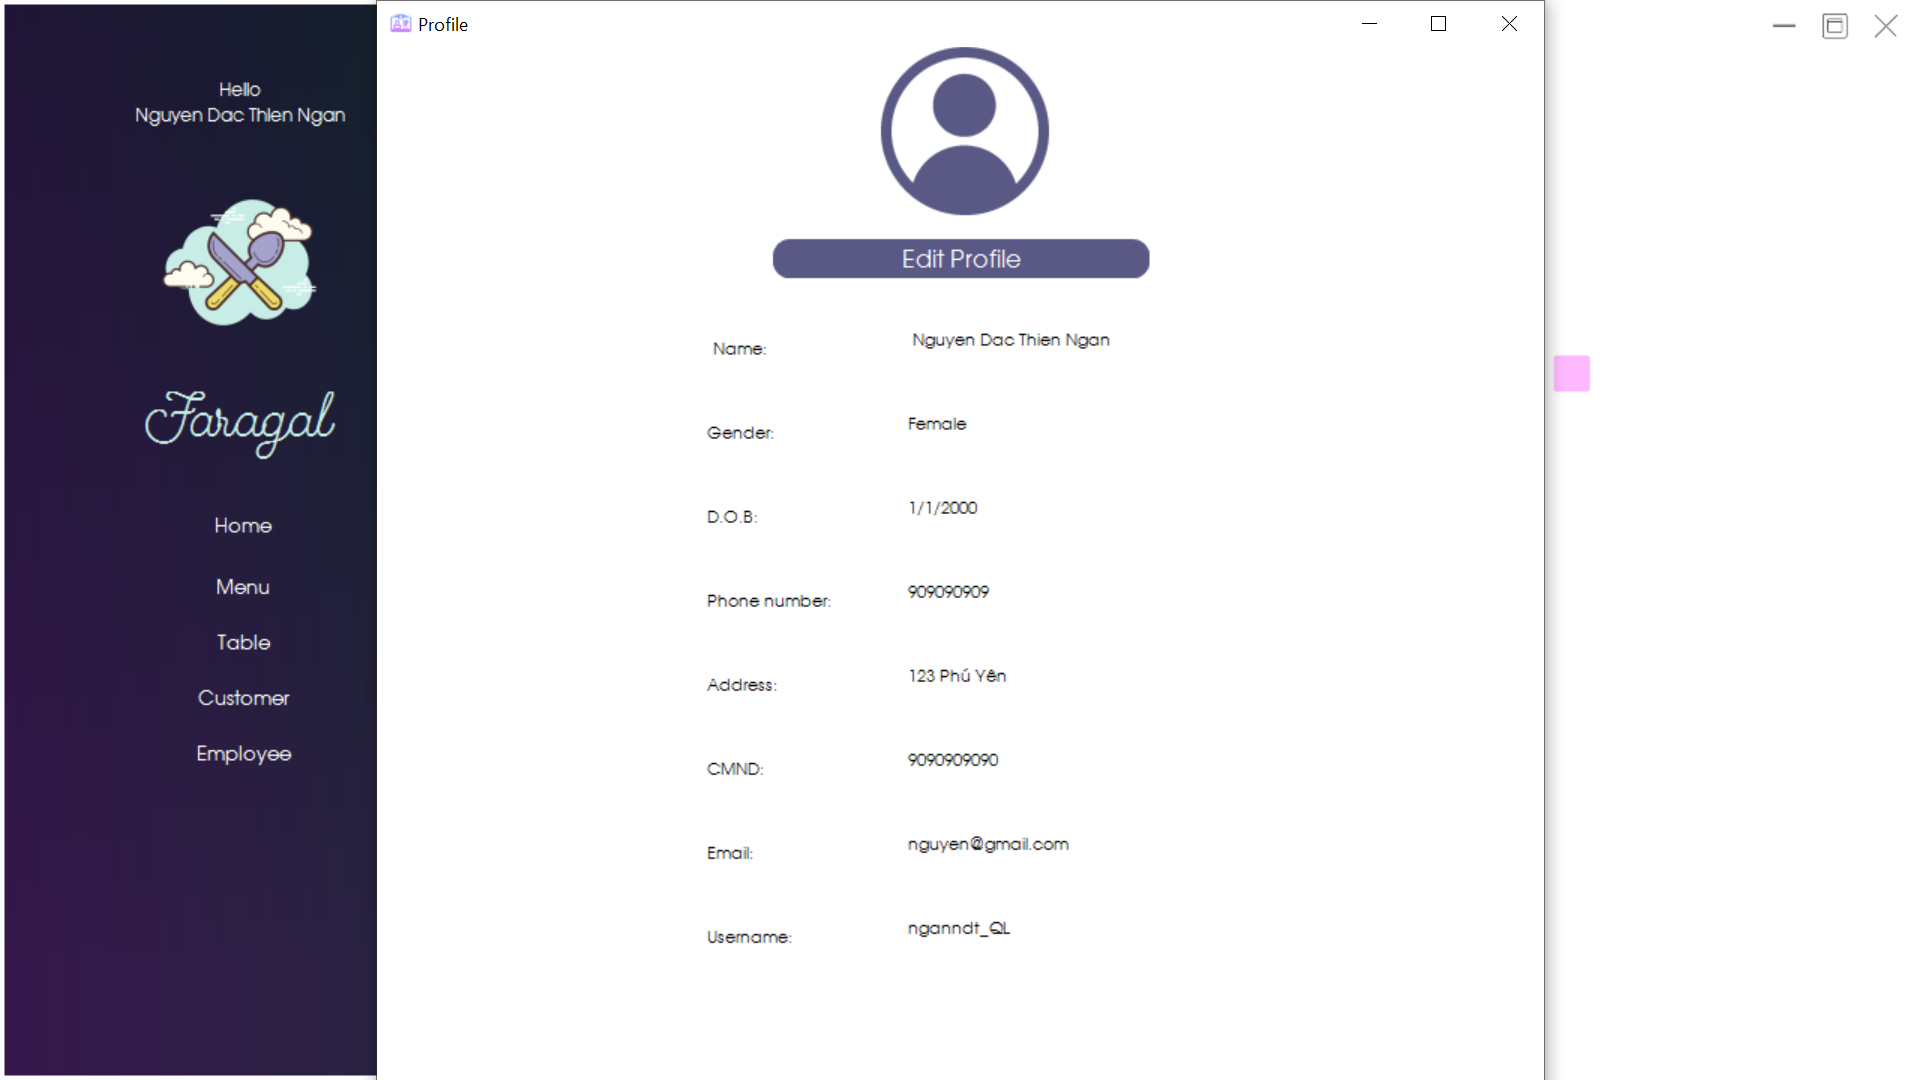 Hello
Nguyen Dac ThIen Ngan
Faragal
Home
Menu
Table
Customer
Employee
Profile
Edit Profile
Name: Nguyen Dac Thien Ngan
Gender: Female
D.O.B: 1/1/2000
Phone number: 909090909
Address: 123 Phú Yên
CMND: 9090909090
Email: nguyen@gmail.com
Username: nganndt_QL